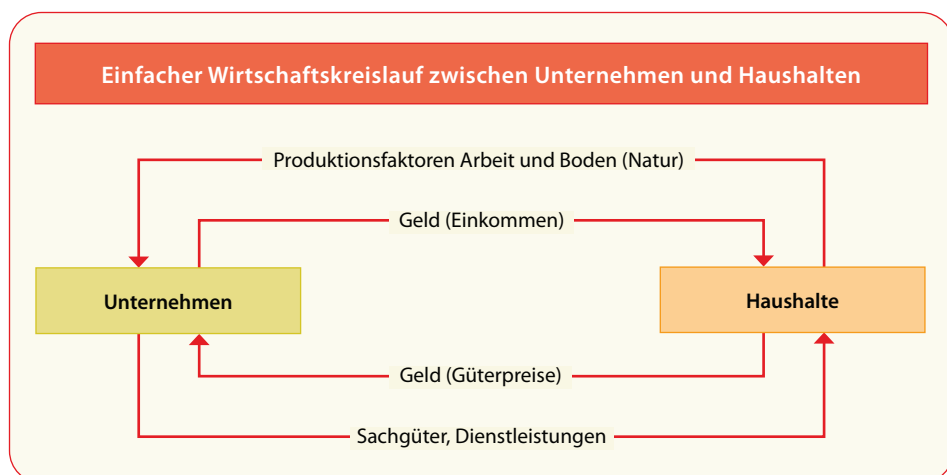 Einfacher Wirtschaftskreislauf zwischen Unternehmen und Haushalten
Produktionsfaktoren Arbeit und Boden (Natur)
Geld (Einkommen)
Unternehmen
Haushalte
Geld (Güterpreise)
Sachgüter, Dienstleistungen